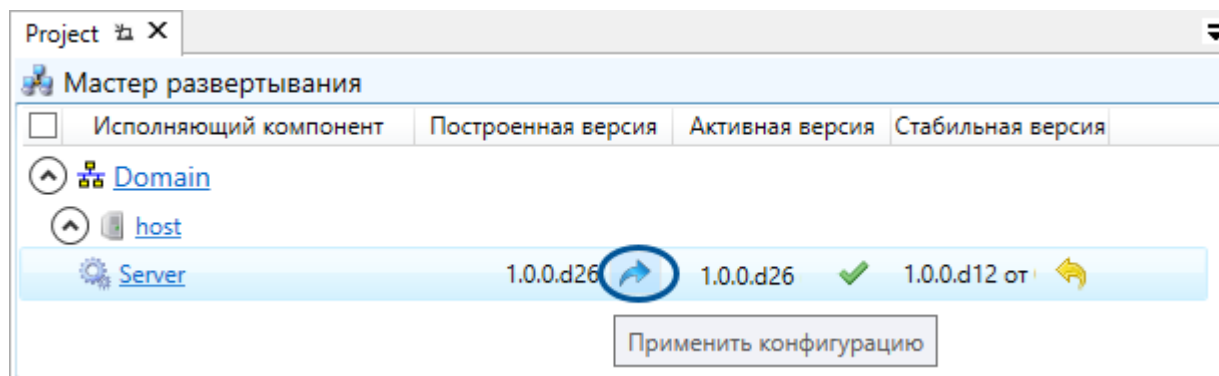 Project
Мастер развертывания
Исполняющий компонент Построенная версия Активная версия Стабильная версия
Domain
host
Server 1.0.0.d26 1.0.0.d26 1.0.0.d12 от
Применить конфигурацию